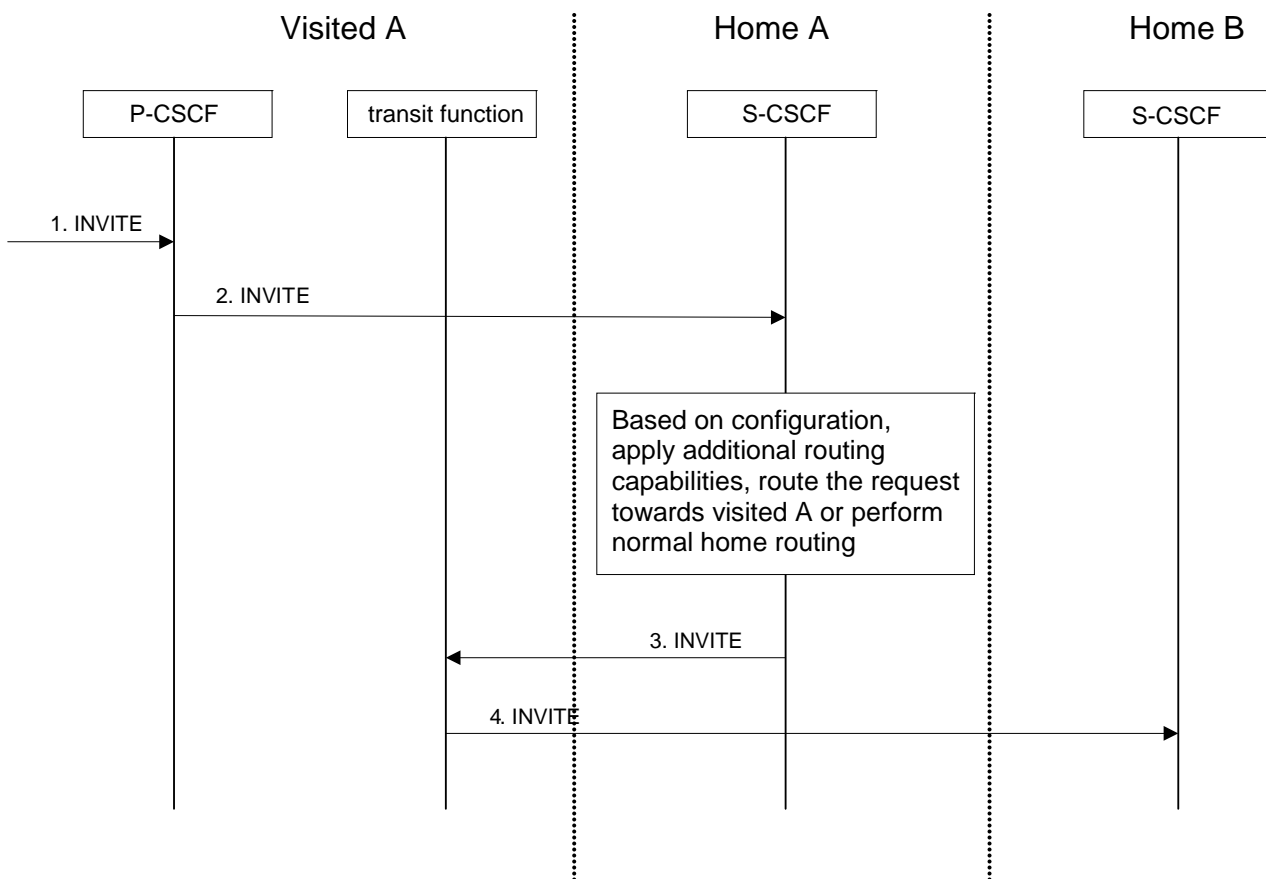 Visited A
Home A
Home B
P-CSCF
transit function
S-CSCF
S-CSCF
1. INVITE
2. INVITE
Based on configuration,
apply additional routing
capabilities, route the request
towards visited A or perform
normal home routing
3. INVITE
4. INVITE